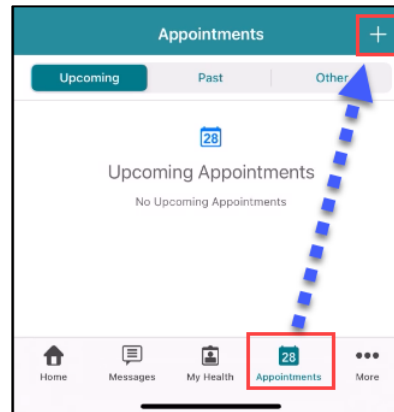 Appointments +
Upcoming Past Other
28
Upcoming Appointments
No Upcoming Appointments
28
Home Messages My Health Appointments More